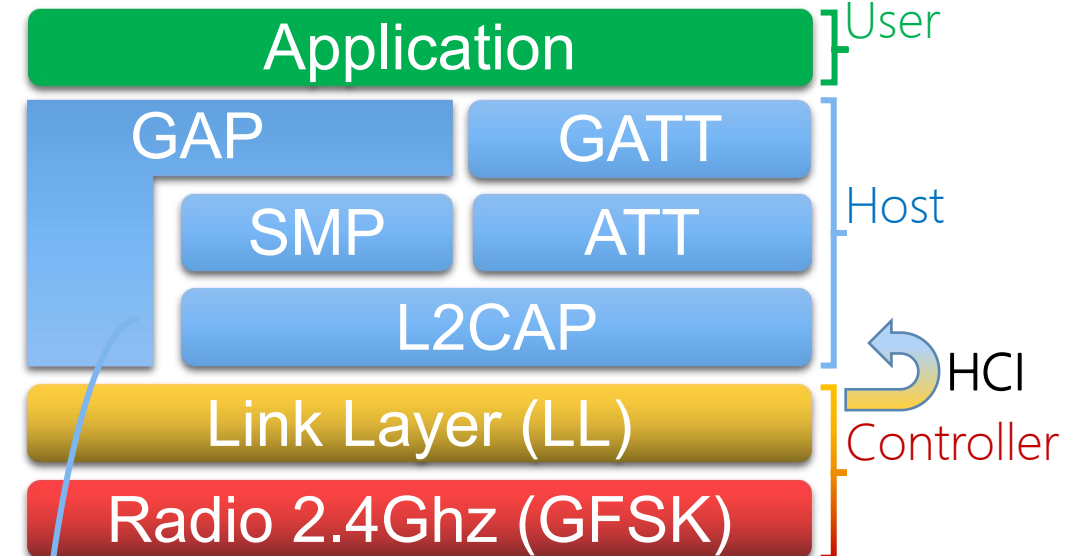 Application
User
GAP
GATT
SMP
ATT
Host
L2CAP
HCI
Link Layer (LL)
Controller
Radio 2.4Ghz (GFSK)